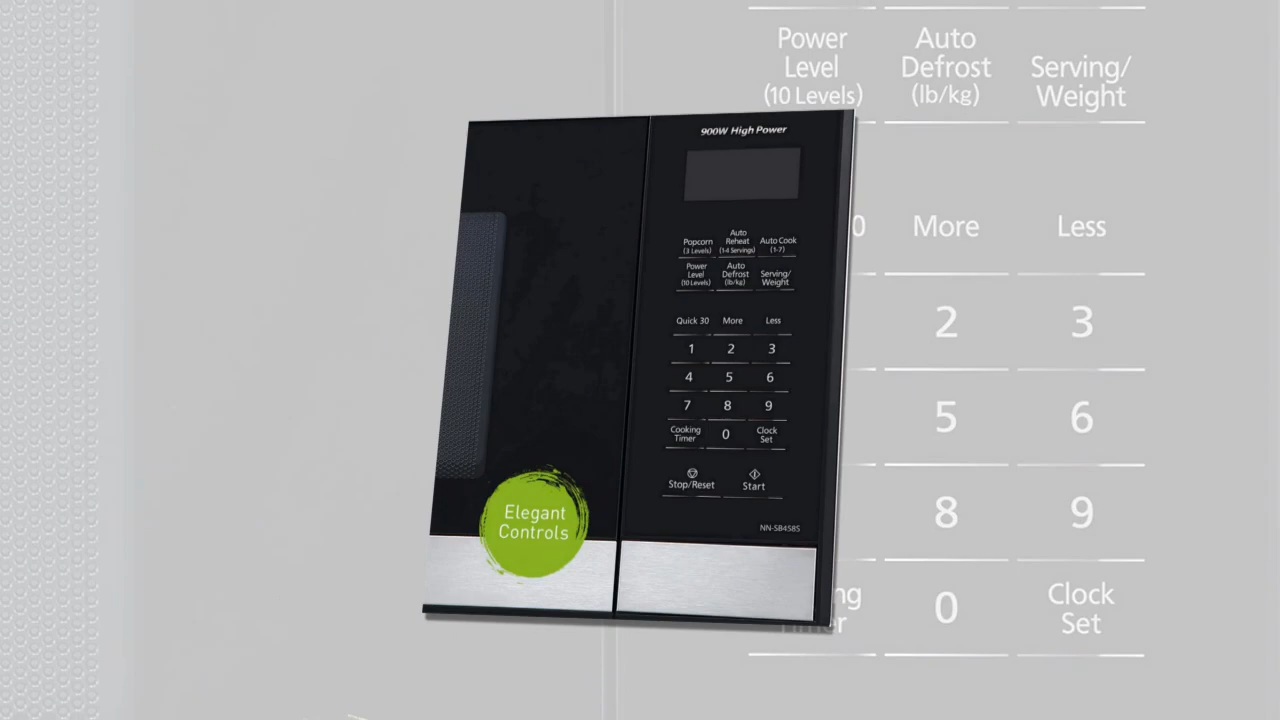 Power
Level
(10 Levels)
Auto
Defrost
(lb/kg)
Serving/
Weight
0
More
Less
2
3
5
6
8
9
ng
er
0
Clock
Set
900W High Power
Popcorn
(3 Levels)
Auto
Reheat
(1-4 Servings)
Auto Cook
(1-7)
Power
Level
(10 Levels)
Auto
Defrost
(lb/kg)
Serving/
Weight
Quick 30
More
Less
1
2
3
4
5
6
7
8
9
Cooking
Timer
0
Clock
Set
Stop/Reset
Start
NN-SB458S
Elegant
Controls